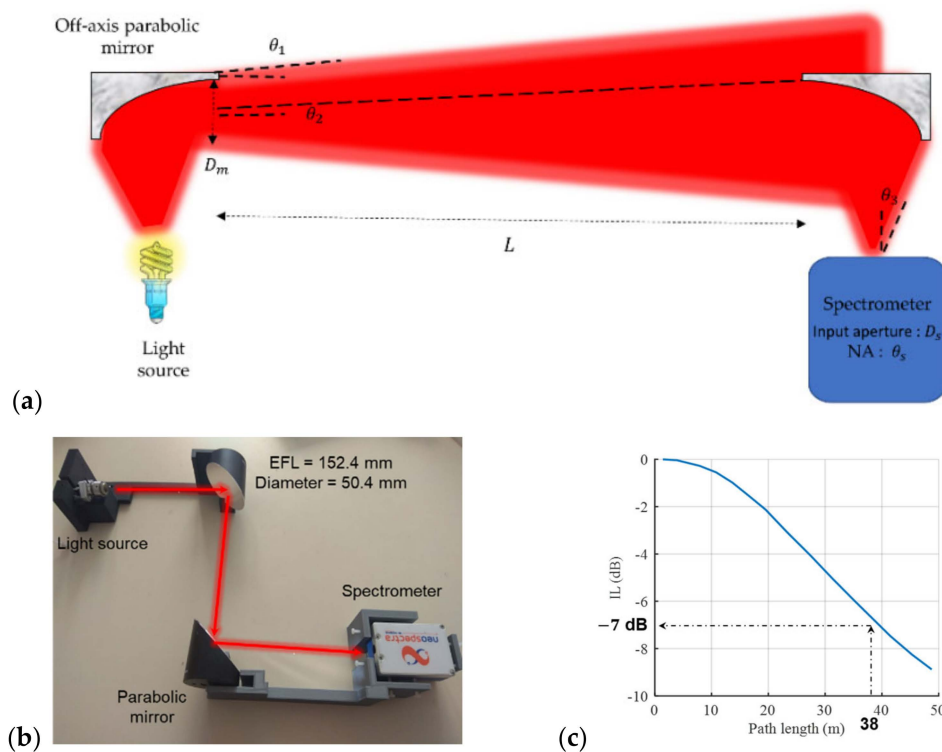 Off-axis parabolic
mirror
θ₁
θ₂
Dₘ
L
θ₃
Light
source
Spectrometer
Input aperture : Dₛ
NA : θₛ
(a)
EFL = 152.4 mm
Diameter = 50.4 mm
Light source
Spectrometer
neospectra
Parabolic
mirror
(b)
0
-2
-4
-6
−7 dB
-8
-10
IL (dB)
0 10 20 30 40 50
38
Path length (m)
(c)